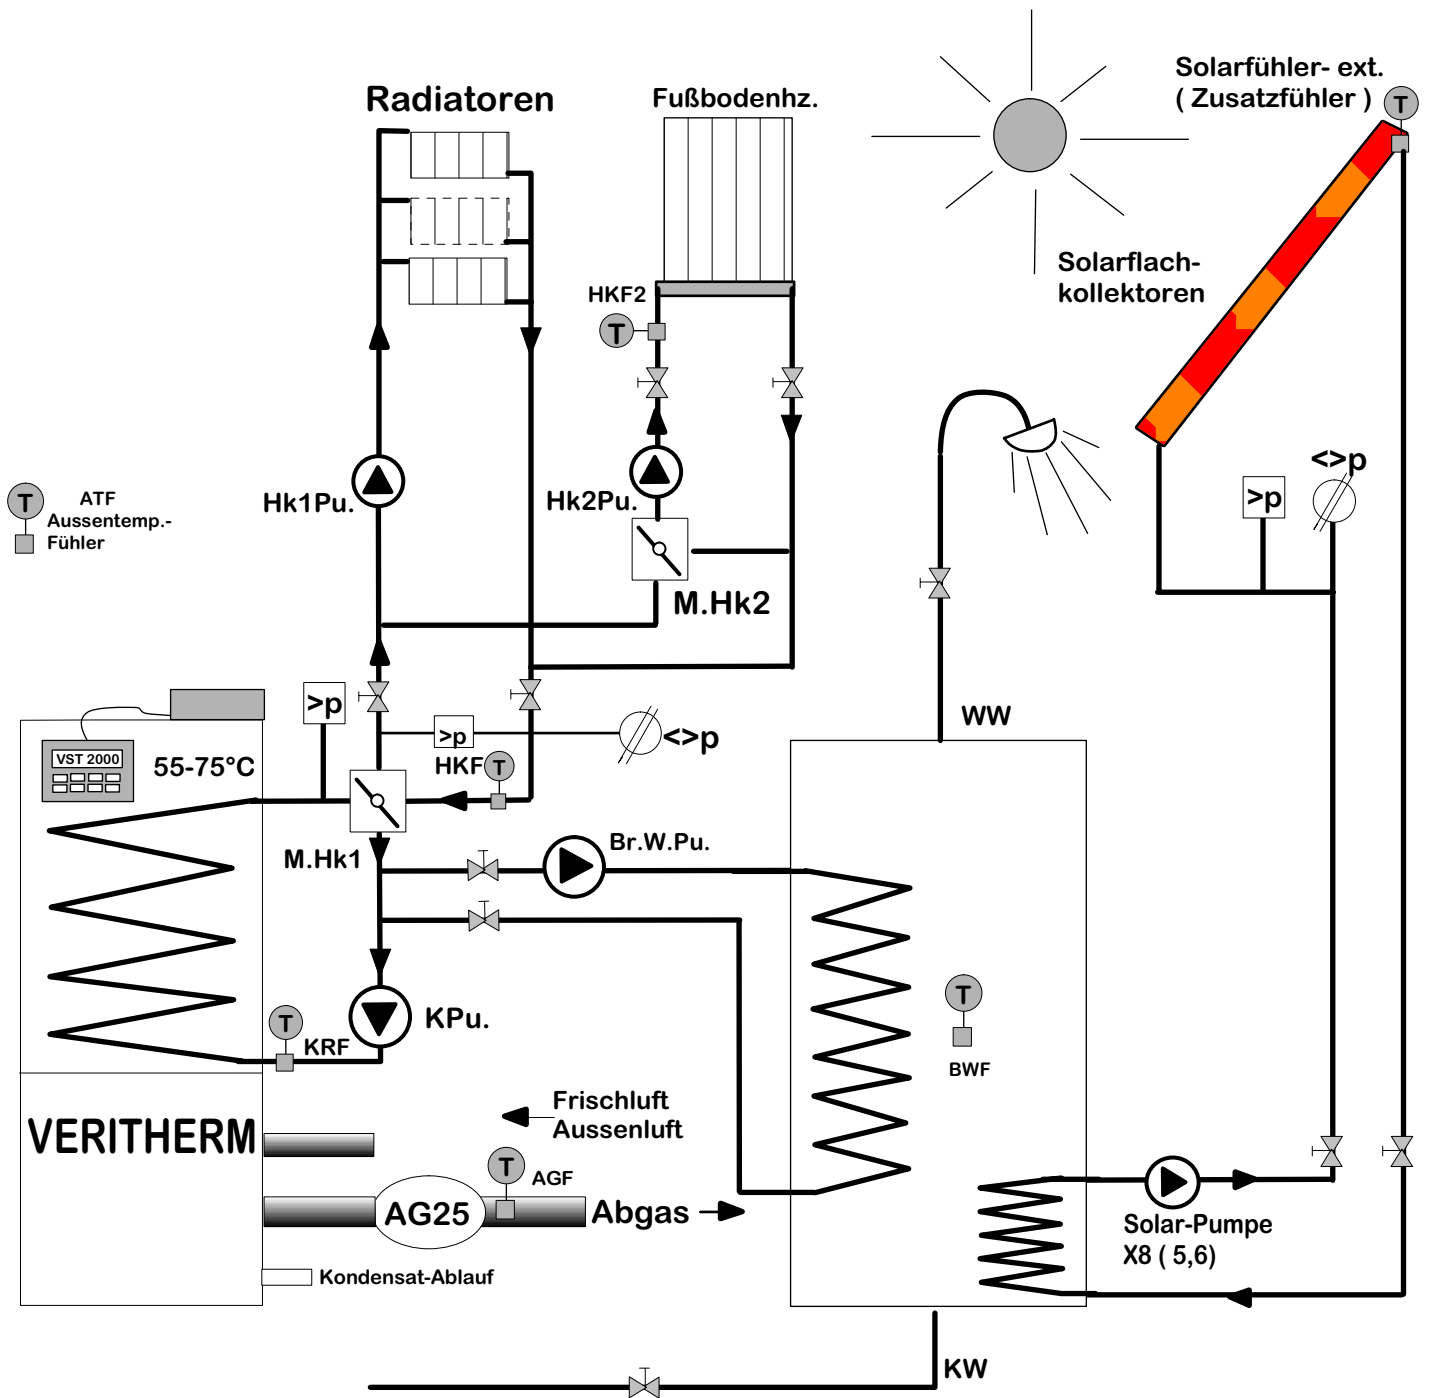 Radiatoren
Fußbodenhz.
Solarfühler- ext.
( Zusatzfühler )
T
Solarflach-
kollektoren
HKF2
T
<>p
>p
Hk1Pu.
Hk2Pu.
T
ATF
Aussentemp.-
Fühler
M.Hk2
>p
>p
<>p
WW
VST 2000
55-75°C
HKF
T
M.Hk1
Br.W.Pu.
T
BWF
T
KRF
KPu.
VERITHERM
Frischluft
Aussenluft
T
AGF
AG25
Abgas
Solar-Pumpe
X8 ( 5,6)
Kondensat-Ablauf
KW